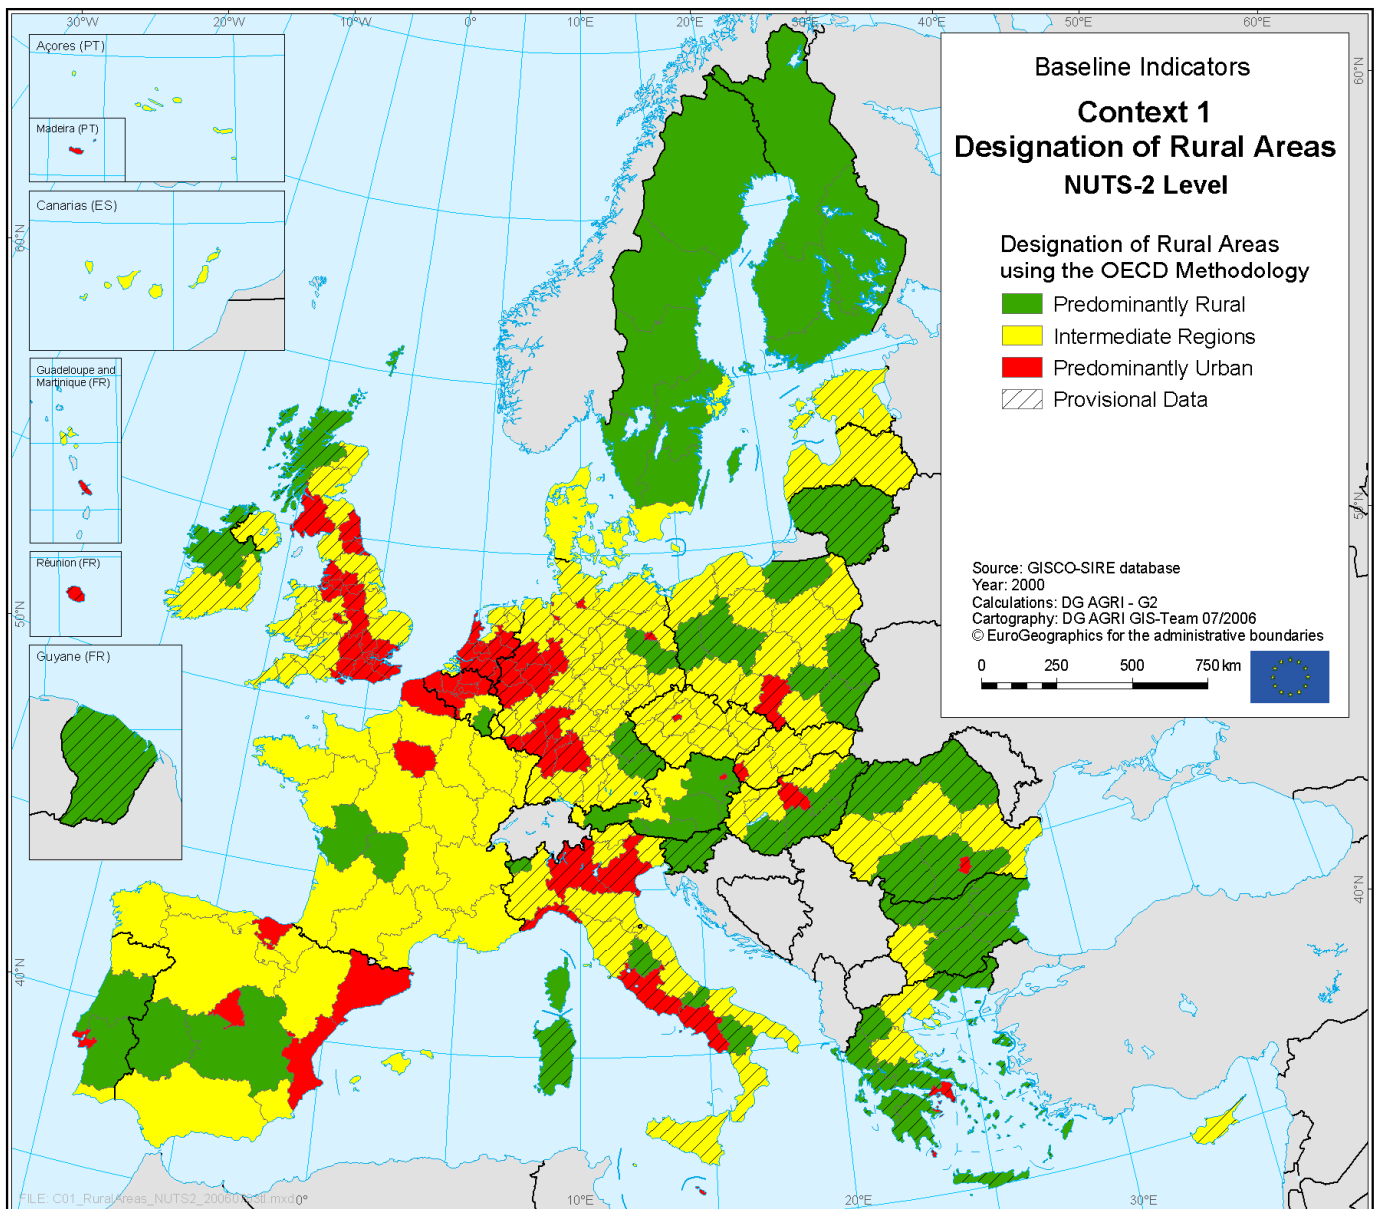 30°W 20°W 10°W 0° 10°E 20°E 30°E 40°E 50°E 60°E
Açores (PT)
Madeira (PT)
Canarias (ES)
Guadeloupe and
Martinique (FR)
Réunion (FR)
Guyane (FR)
60°N
50°N
40°N
Baseline Indicators
Context 1
Designation of Rural Areas
NUTS-2 Level
Designation of Rural Areas
using the OECD Methodology
Predominantly Rural
Intermediate Regions
Predominantly Urban
Provisional Data
Source: GISCO-SIRE database
Year: 2000
Calculations: DG AGRI - G2
Cartography: DG AGRI GIS-Team 07/2006
© EuroGeographics for the administrative boundaries
0 250 500 750 km
60°N
50°N
40°N
0° 10°E 20°E 30°E